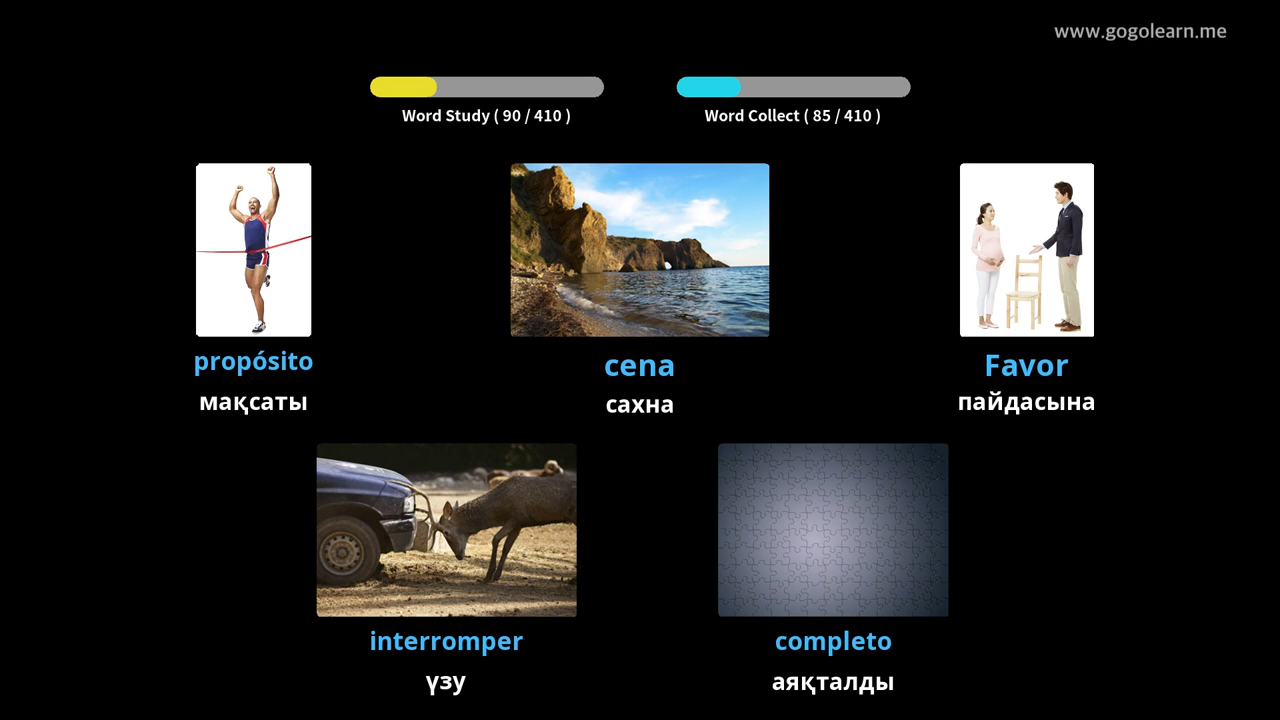 www.gogolearn.me
Word Study ( 90 / 410 )
Word Collect ( 85 / 410 )
propósito
мақсаты
cena
сахна
Favor
пайдасына
interromper
үзу
completo
аяқталды